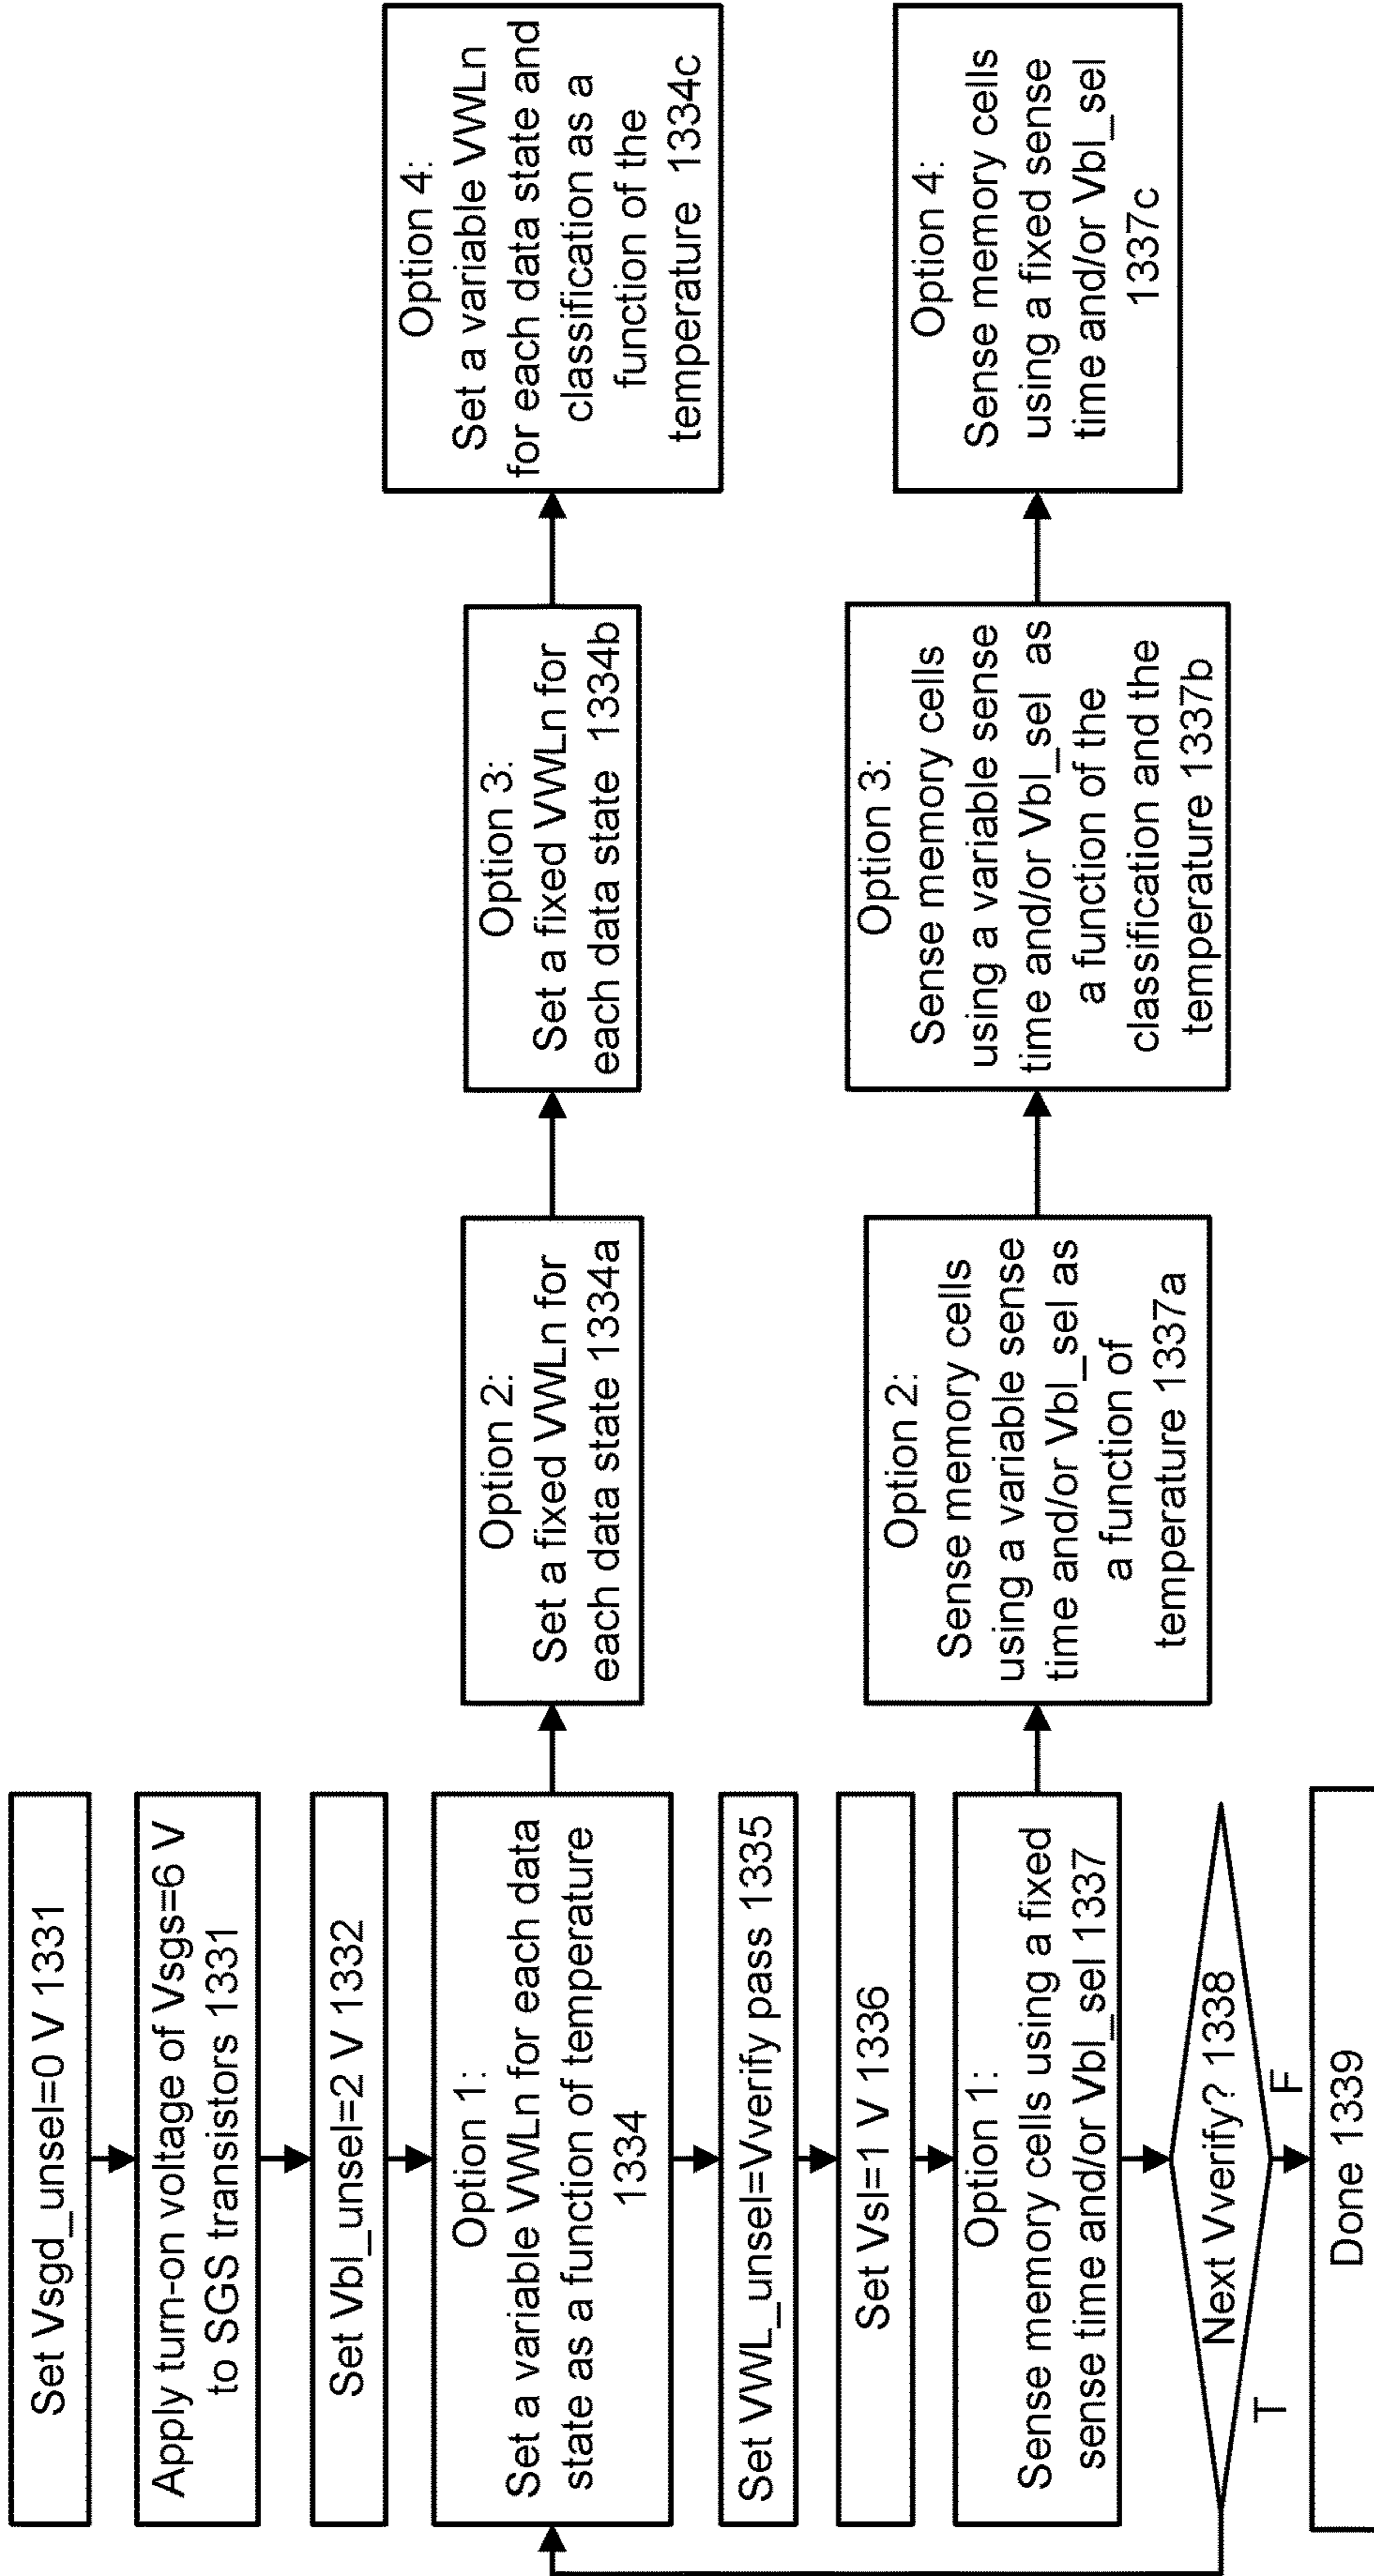 Set Vsgd_unsel=0 V 1331
Apply turn-on voltage of Vsgs=6 V
to SGS transistors 1331
Set Vbl_unsel=2 V 1332
Option 1:
Set a variable VWLn for each data
state as a function of temperature
1334
Option 2:
Set a fixed VWLn for
each data state 1334a
Option 3:
Set a fixed VWLn for
each data state 1334b
Option 4:
Set a variable VWLn
for each data state and
classification as a
function of the
temperature 1334c
Set VWL_unsel=Vverify pass 1335
Set Vsl=1 V 1336
Option 1:
Sense memory cells using a fixed
sense time and/or Vbl_sel 1337
Option 2:
Sense memory cells
using a variable sense
time and/or Vbl_sel as
a function of
temperature 1337a
Option 3:
Sense memory cells
using a variable sense
time and/or Vbl_sel as
a function of the
classification and the
temperature 1337b
Option 4:
Sense memory cells
using a fixed sense
time and/or Vbl_sel
1337c
Next Vverify? 1338
T
F
Done 1339